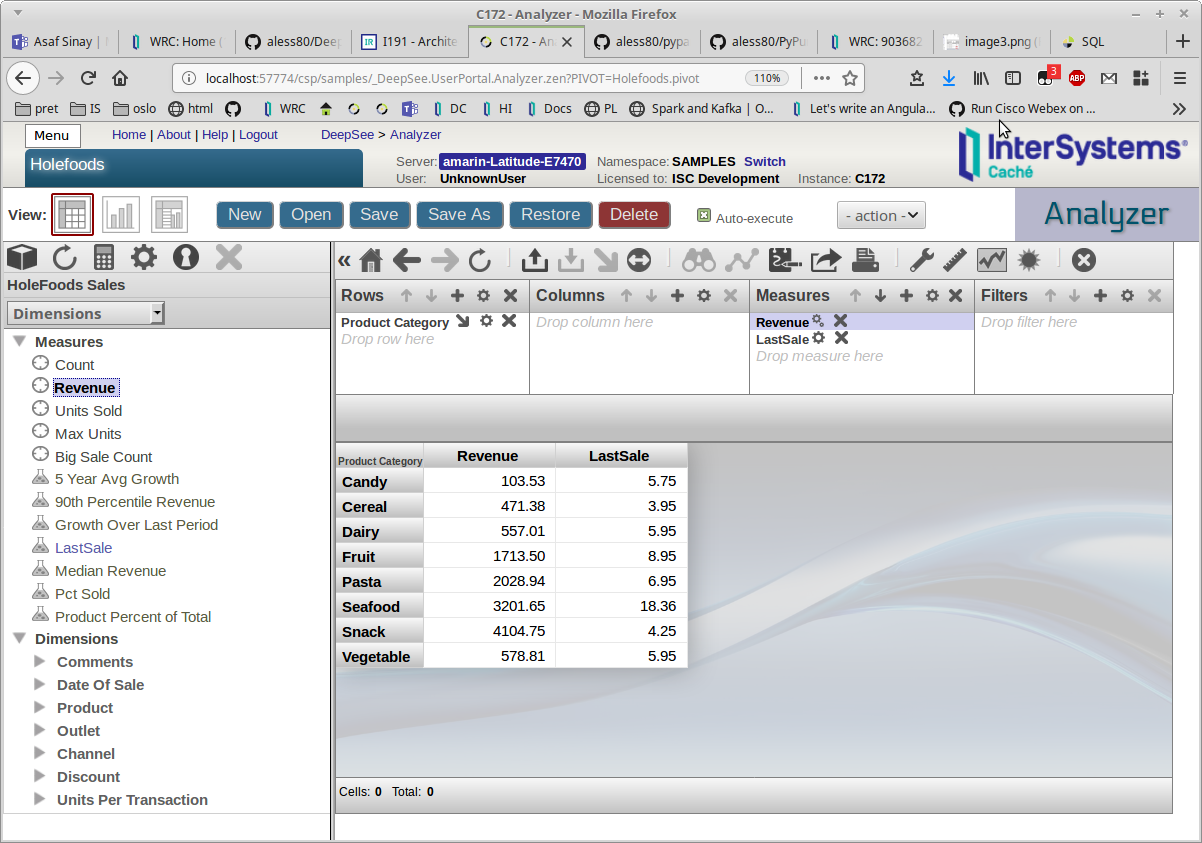 C172 - Analyzer - Mozilla Firefox
Asaf Sinay |
WRC: Home (
aless80/Deep
I191 - Archite
C172 - An
aless80/pypa
aless80/PyPu
WRC: 903682
image3.png (
SQL
localhost:57774/csp/samples/_DeepSee.UserPortal.Analyzer.zen?PIVOT=Holefoods.pivot
110%
3
ABP
pret
IS
oslo
html
WRC
DC
HI
Docs
PL
Spark and Kafka | O...
Let's write an Angula...
Run Cisco Webex on ...
Menu
Home | About | Help | Logout
DeepSee > Analyzer
Holefoods
Server: amarin-Latitude-E7470
Namespace: SAMPLES Switch
User: UnknownUser
Licensed to: ISC Development
Instance: C172
InterSystems®
Caché
View:
New
Open
Save
Save As
Restore
Delete
Auto-execute
- action -
Analyzer
HoleFoods Sales
Dimensions
Measures
Count
Revenue
Units Sold
Max Units
Big Sale Count
5 Year Avg Growth
90th Percentile Revenue
Growth Over Last Period
LastSale
Median Revenue
Pct Sold
Product Percent of Total
Dimensions
Comments
Date Of Sale
Product
Outlet
Channel
Discount
Units Per Transaction
«
Rows
Columns
Measures
Filters
Product Category
Drop row here
Drop column here
Revenue
LastSale
Drop measure here
Drop filter here
Product Category Revenue LastSale
Candy 103.53 5.75
Cereal 471.38 3.95
Dairy 557.01 5.95
Fruit 1713.50 8.95
Pasta 2028.94 6.95
Seafood 3201.65 18.36
Snack 4104.75 4.25
Vegetable 578.81 5.95
Cells: 0 Total: 0